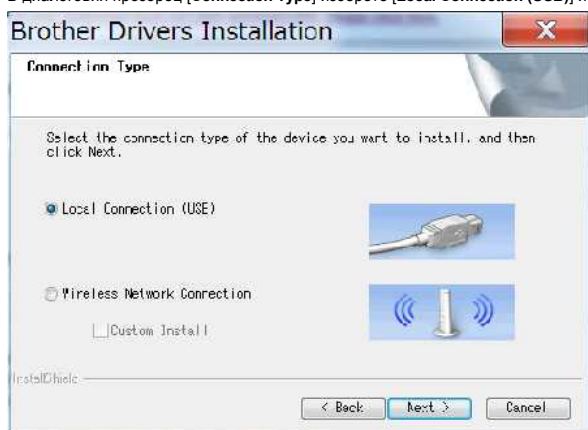 Brother Drivers Installation
Connection Type
Select the connection type of the device you want to install, and then
click Next.
Local Connection (USB)
Wireless Network Connection
Custom Install
InstallShield
< Back
Next >
Cancel